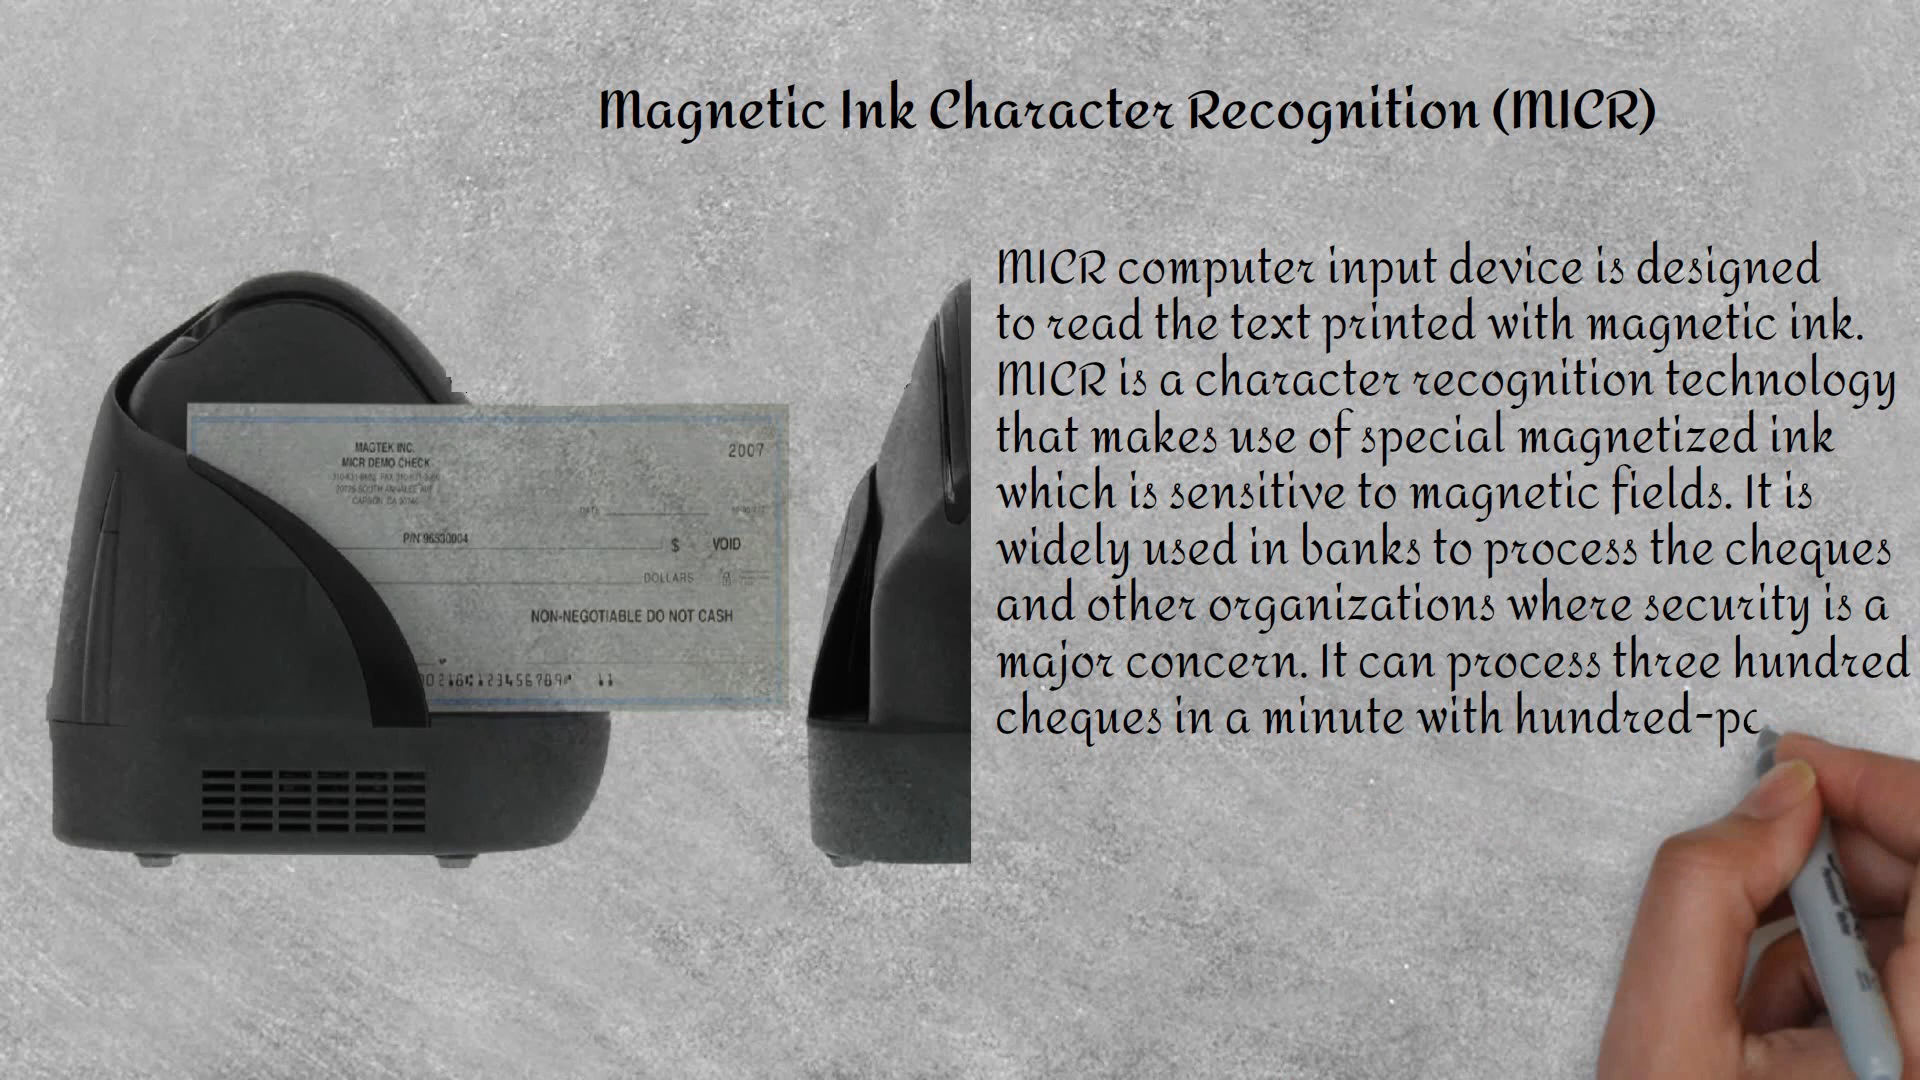 Magnetic Ink Character Recognition (MICR)
MICR computer input device is designed
to read the text printed with magnetic ink.
MICR is a character recognition technology
that makes use of special magnetized ink
which is sensitive to magnetic fields. It is
widely used in banks to process the cheques
and other organizations where security is a
major concern. It can process three hundred
cheques in a minute with hundred-pe
MAGTEK INC.
MICR DEMO CHECK
2007
DATE
P/N 96530004
$ VOID
DOLLARS
NON-NEGOTIABLE DO NOT CASH